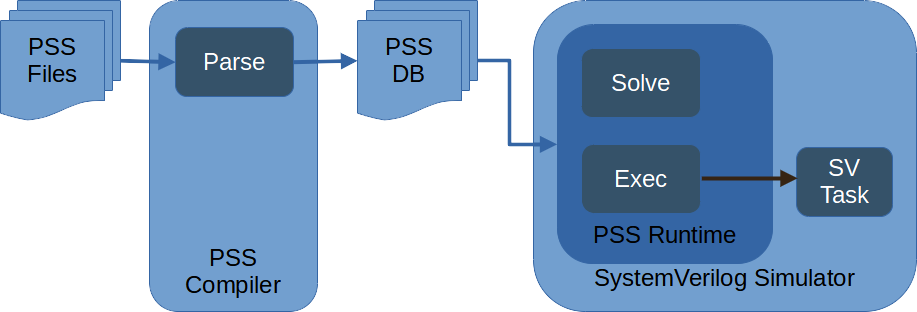 PSS
Files
Parse
PSS
Compiler
PSS
DB
Solve
Exec
PSS Runtime
SV
Task
SystemVerilog Simulator